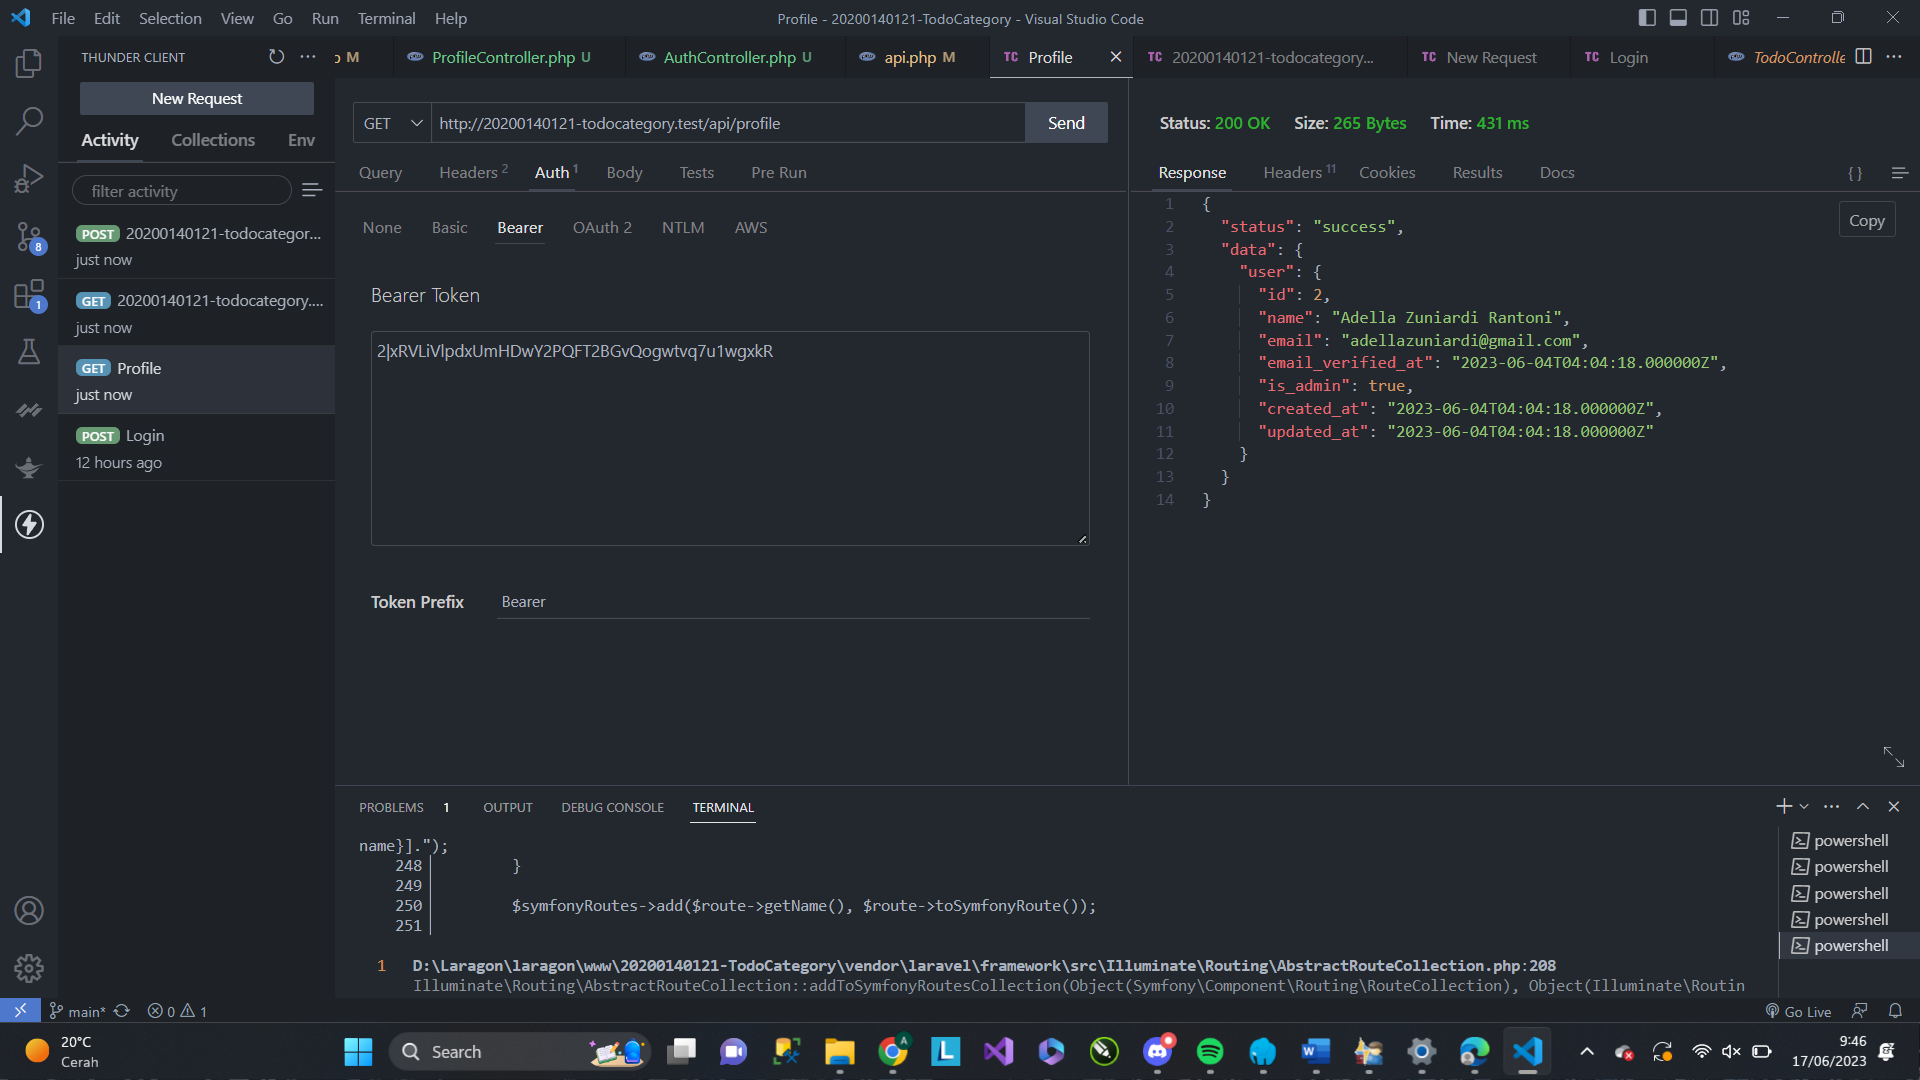 File Edit Selection View Go Run Terminal Help
Profile - 20200140121-TodoCategory - Visual Studio Code
THUNDER CLIENT
New Request
Activity Collections Env
filter activity
POST 20200140121-todocategor...
just now
GET 20200140121-todocategory....
just now
GET Profile
just now
POST Login
12 hours ago
8
1
M
ProfileController.php U
AuthController.php U
api.php M
TC Profile
TC 20200140121-todocategory...
TC New Request
TC Login
TodoControlle
GET http://20200140121-todocategory.test/api/profile Send
Query Headers 2 Auth 1 Body Tests Pre Run
None Basic Bearer OAuth 2 NTLM AWS
Bearer Token
2|xRVLiVlpdxUmHDwY2PQFT2BGvQogwtvq7u1wgxkR
Token Prefix Bearer
Status: 200 OK Size: 265 Bytes Time: 431 ms
Response Headers 11 Cookies Results Docs { }
Copy
1 {
2 "status": "success",
3 "data": {
4 "user": {
5 "id": 2,
6 "name": "Adella Zuniardi Rantoni",
7 "email": "adellazuniardi@gmail.com",
8 "email_verified_at": "2023-06-04T04:04:18.000000Z",
9 "is_admin": true,
10 "created_at": "2023-06-04T04:04:18.000000Z",
11 "updated_at": "2023-06-04T04:04:18.000000Z"
12 }
13 }
14 }
PROBLEMS 1 OUTPUT DEBUG CONSOLE TERMINAL
name}].");
248 }
249
250 $symfonyRoutes->add($route->getName(), $route->toSymfonyRoute());
251
1 D:\Laragon\laragon\www\20200140121-TodoCategory\vendor\laravel\framework\src\Illuminate\Routing\AbstractRouteCollection.php:208
Illuminate\Routing\AbstractRouteCollection::addToSymfonyRoutesCollection(Object(Symfony\Component\Routing\RouteCollection), Object(Illuminate\Routin
powershell
powershell
powershell
powershell
powershell
main* 0 1
Go Live
20°C
Cerah
Search
A
L
9:46
17/06/2023